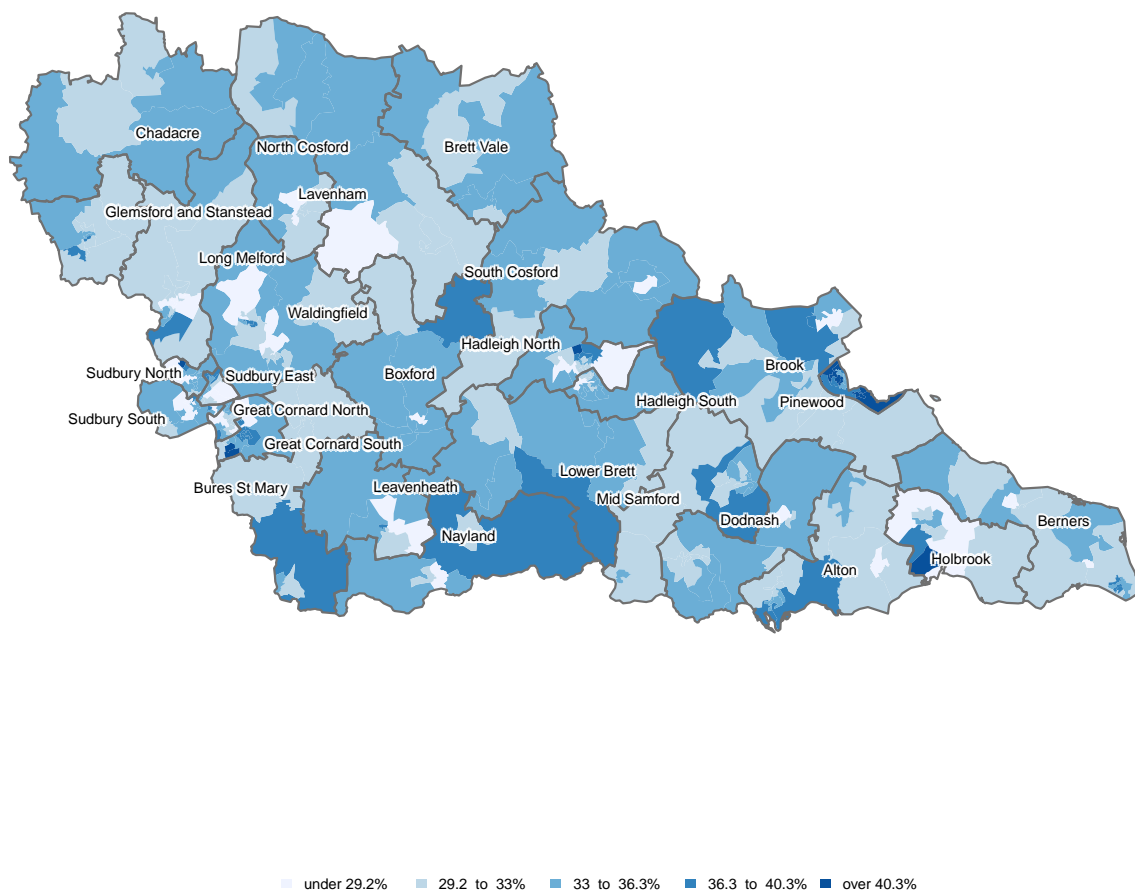 Chadacre
North Cosford
Brett Vale
Lavenham
Glemsford and Stanstead
Long Melford
South Cosford
Waldingfield
Hadleigh North
Brook
Sudbury North
Sudbury East
Boxford
Hadleigh South
Pinewood
Great Cornard North
Sudbury South
Great Cornard South
Lower Brett
Bures St Mary
Leavenheath
Mid Samford
Dodnash
Berners
Nayland
Holbrook
Alton
under 29.2%
29.2 to 33%
33 to 36.3%
36.3 to 40.3%
over 40.3%